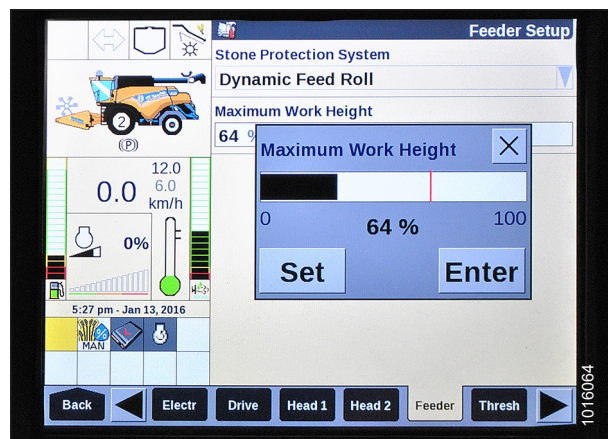 Feeder Setup
Stone Protection System
Dynamic Feed Roll
Maximum Work Height
64 %
Maximum Work Height
0
64 %
100
Set
Enter
2
(P)
12.0
0.0
6.0
km/h
0%
5:27 pm - Jan 13, 2016
MAN
Back
Electr
Drive
Head 1
Head 2
Feeder
Thresh
1016064